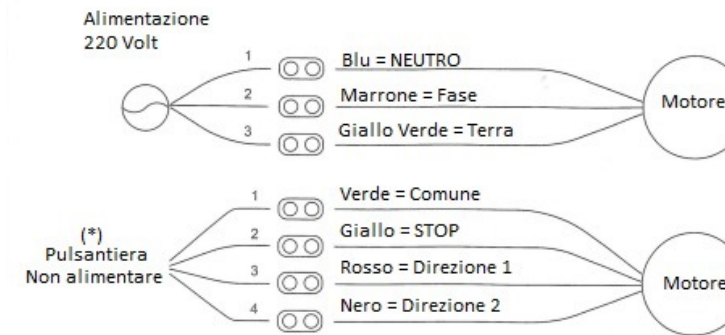 Alimentazione
220 Volt
1
Blu = NEUTRO
2
Marrone = Fase
3
Giallo Verde = Terra
Motore
(*)
Pulsantiera
Non alimentare
1
Verde = Comune
2
Giallo = STOP
3
Rosso = Direzione 1
4
Nero = Direzione 2
Motore